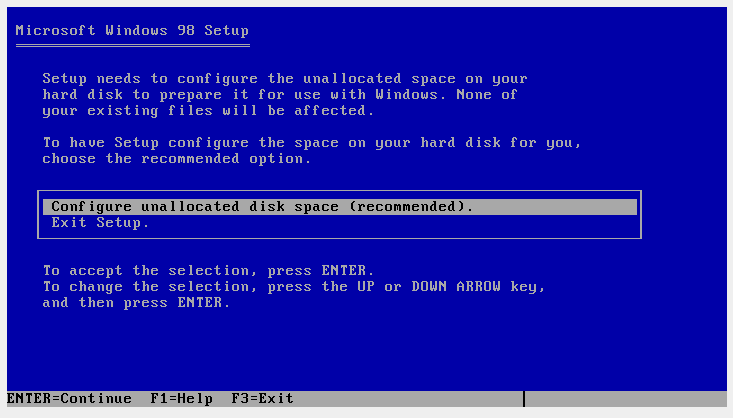 Microsoft Windows 98 Setup
Setup needs to configure the unallocated space on your
hard disk to prepare it for use with Windows. None of
your existing files will be affected.
To have Setup configure the space on your hard disk for you,
choose the recommended option.
Configure unallocated disk space (recommended).
Exit Setup.
To accept the selection, press ENTER.
To change the selection, press the UP or DOWN ARROW key,
and then press ENTER.
ENTER=Continue  F1=Help  F3=Exit